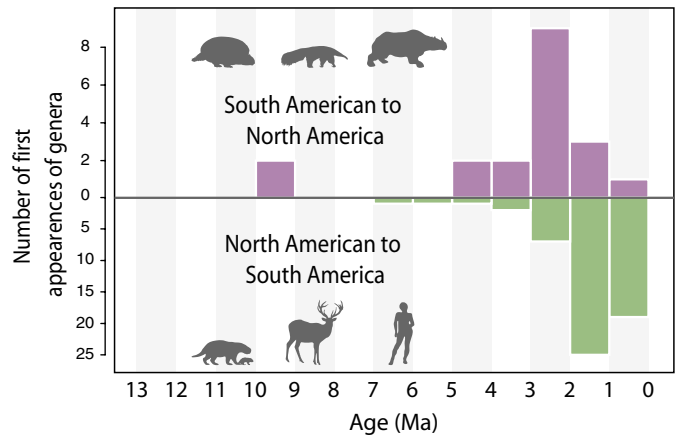 8
6
4
2
0
5
10
15
20
25
Number of first
appearences of genera
South American to
North America
North American to
South America
13 12 11 10 9 8 7 6 5 4 3 2 1 0
Age (Ma)